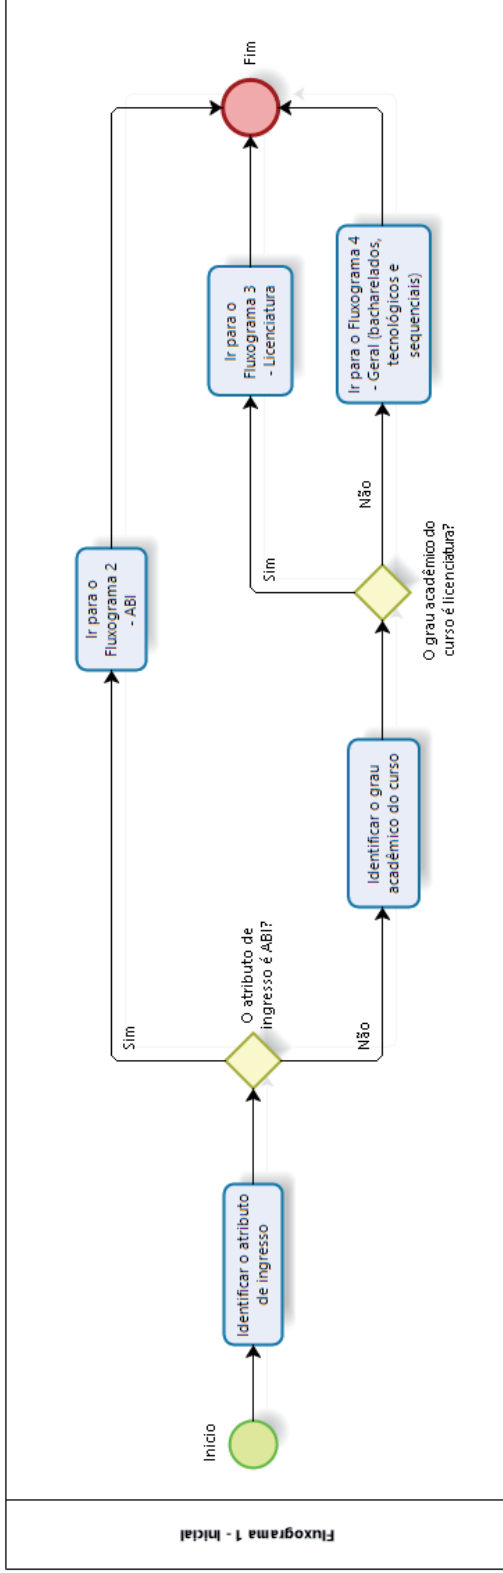 Fluxograma 1 - Inicial
Inicio
Identificar o atributo
de ingresso
O atributo de
ingresso é ABI?
Sim
Ir para o
Fluxograma 2
- ABI
Não
Identificar o grau
acadêmico do curso
O grau acadêmico do
curso é licenciatura?
Sim
Ir para o
Fluxograma 3
- Licenciatura
Não
Ir para o Fluxograma 4
- Geral (bacharelados,
tecnológicos e
sequenciais)
Fim